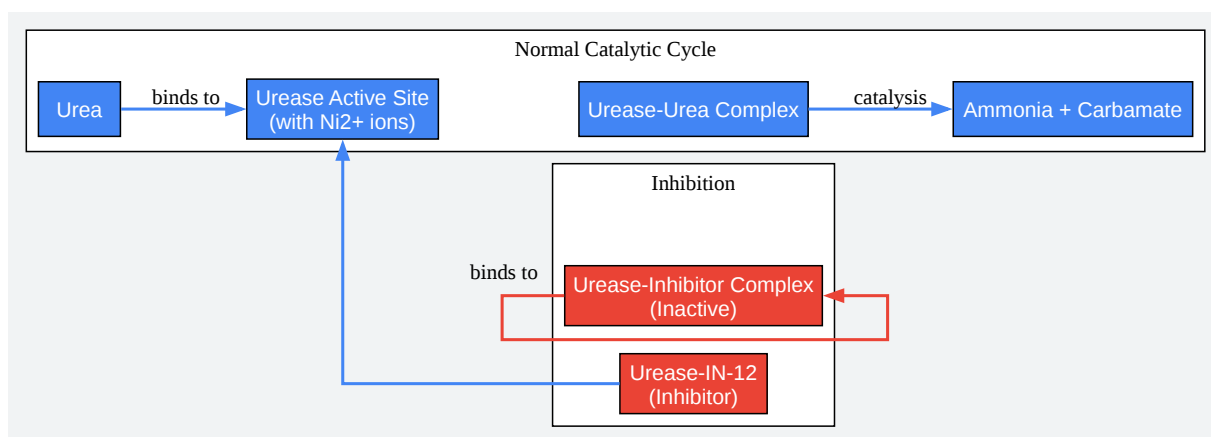 Normal Catalytic Cycle
Urea
binds to
Urease Active Site
(with Ni2+ ions)
Urease-Urea Complex
catalysis
Ammonia + Carbamate
Inhibition
binds to
Urease-Inhibitor Complex
(Inactive)
Urease-IN-12
(Inhibitor)